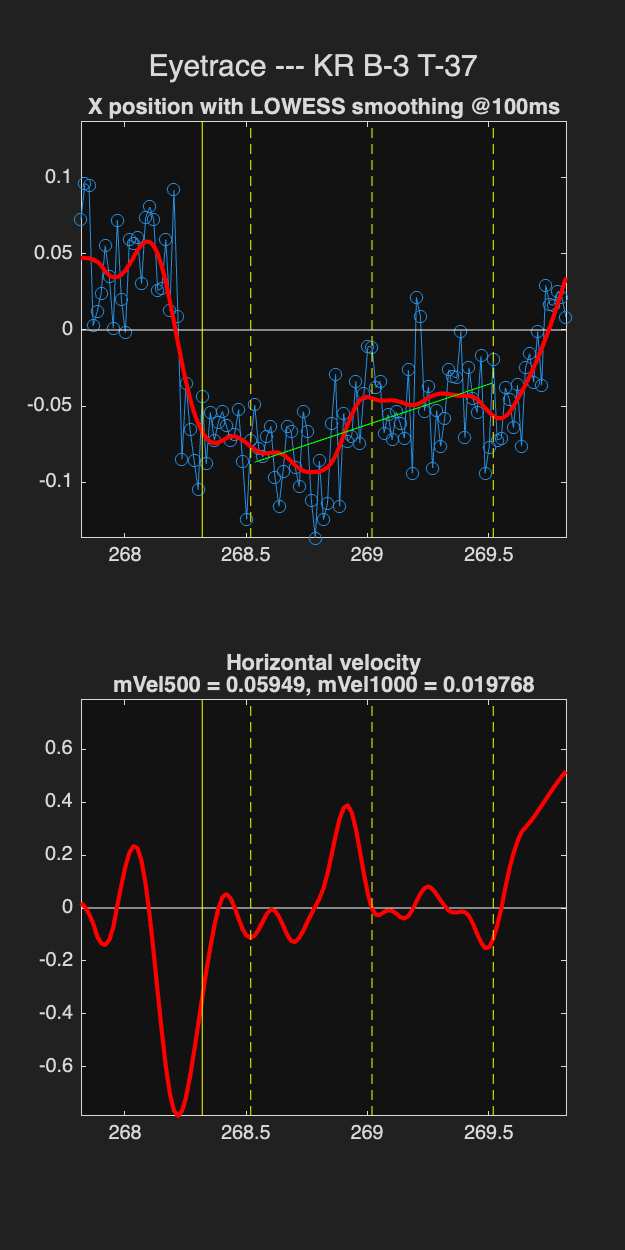 Eyetrace --- KR B-3 T-37
X position with LOWESS smoothing @100ms
0.1
0.05
0
-0.05
-0.1
268 268.5 269 269.5
Horizontal velocity
mVel500 = 0.05949, mVel1000 = 0.019768
0.6
0.4
0.2
0
-0.2
-0.4
-0.6
268 268.5 269 269.5